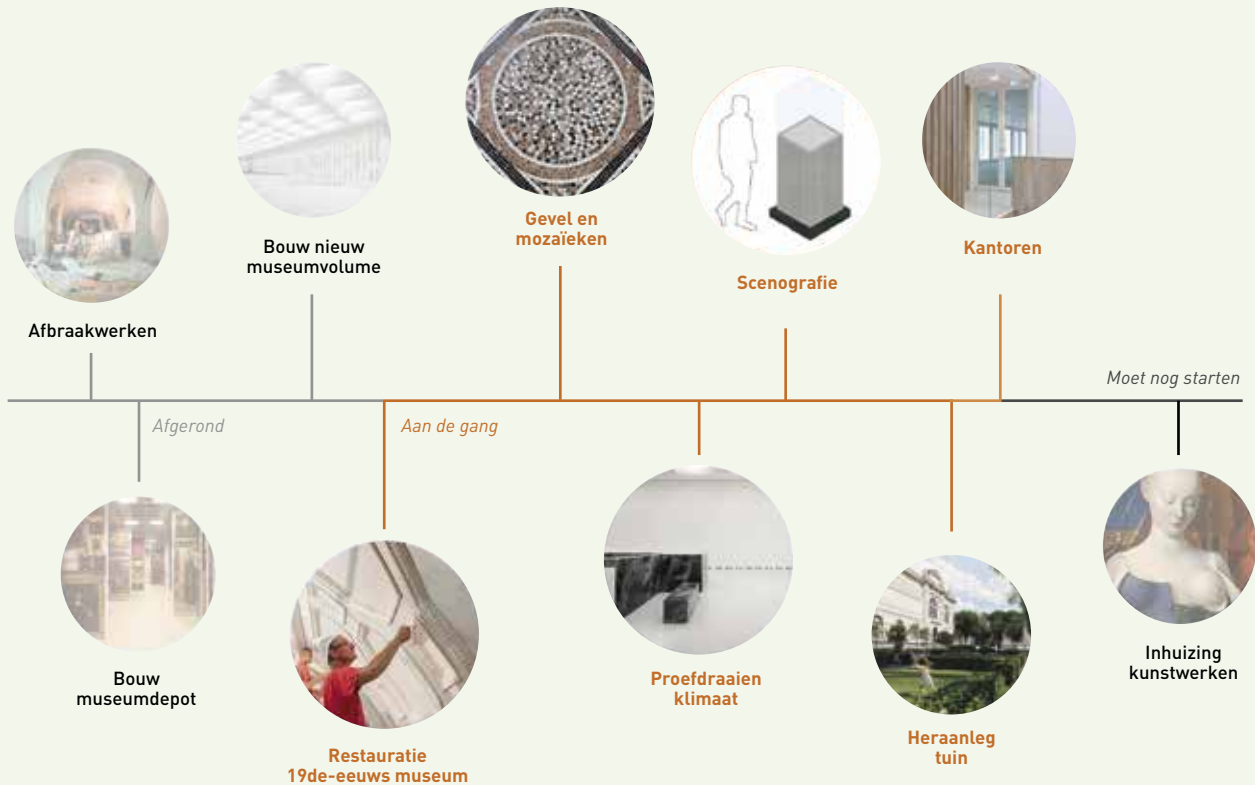 Afbraakwerken
Bouw
museumdepot
Afgerond
Bouw nieuw
museumvolume
Restauratie
19de-eeuws museum
Aan de gang
Gevel en
mozaïeken
Proefdraaien
klimaat
Scenografie
Heraanleg
tuin
Kantoren
Moet nog starten
Inhuizing
kunstwerken